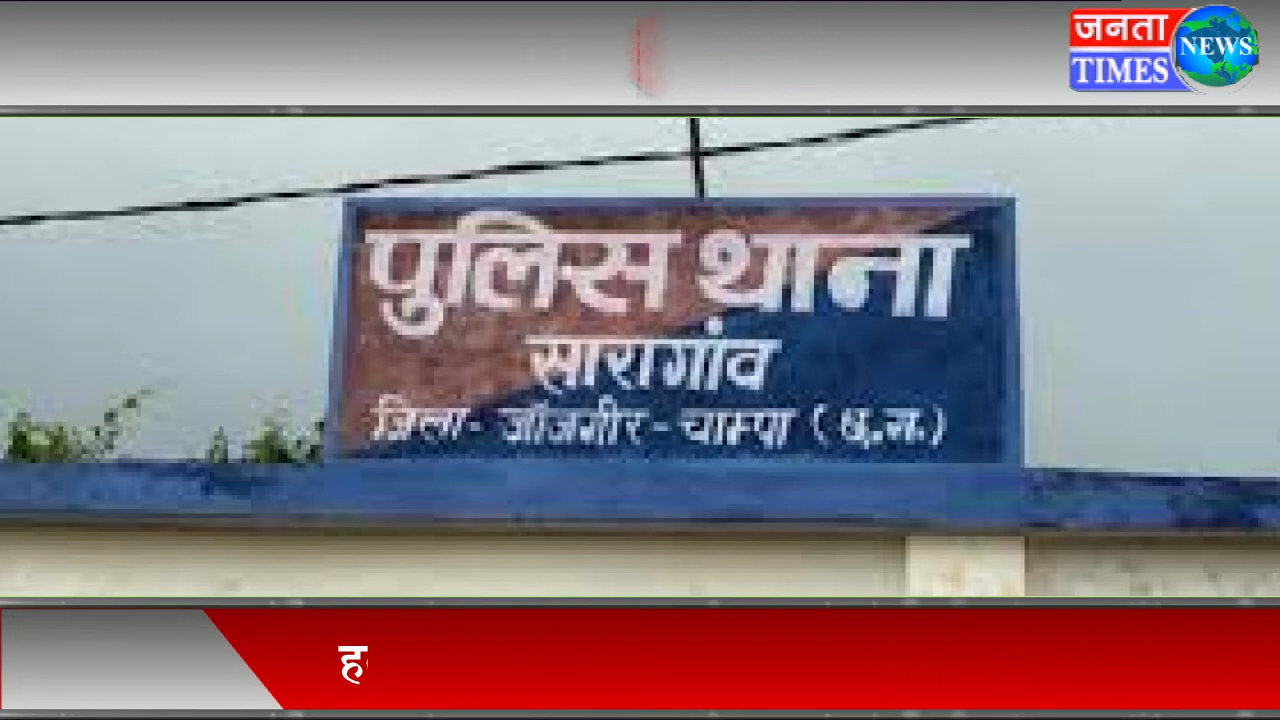 जनता
TIMES NEWS
पुलिस थाना
सारागांव
जिला- जॉजगीर - चाम्पा (छ.ग.)